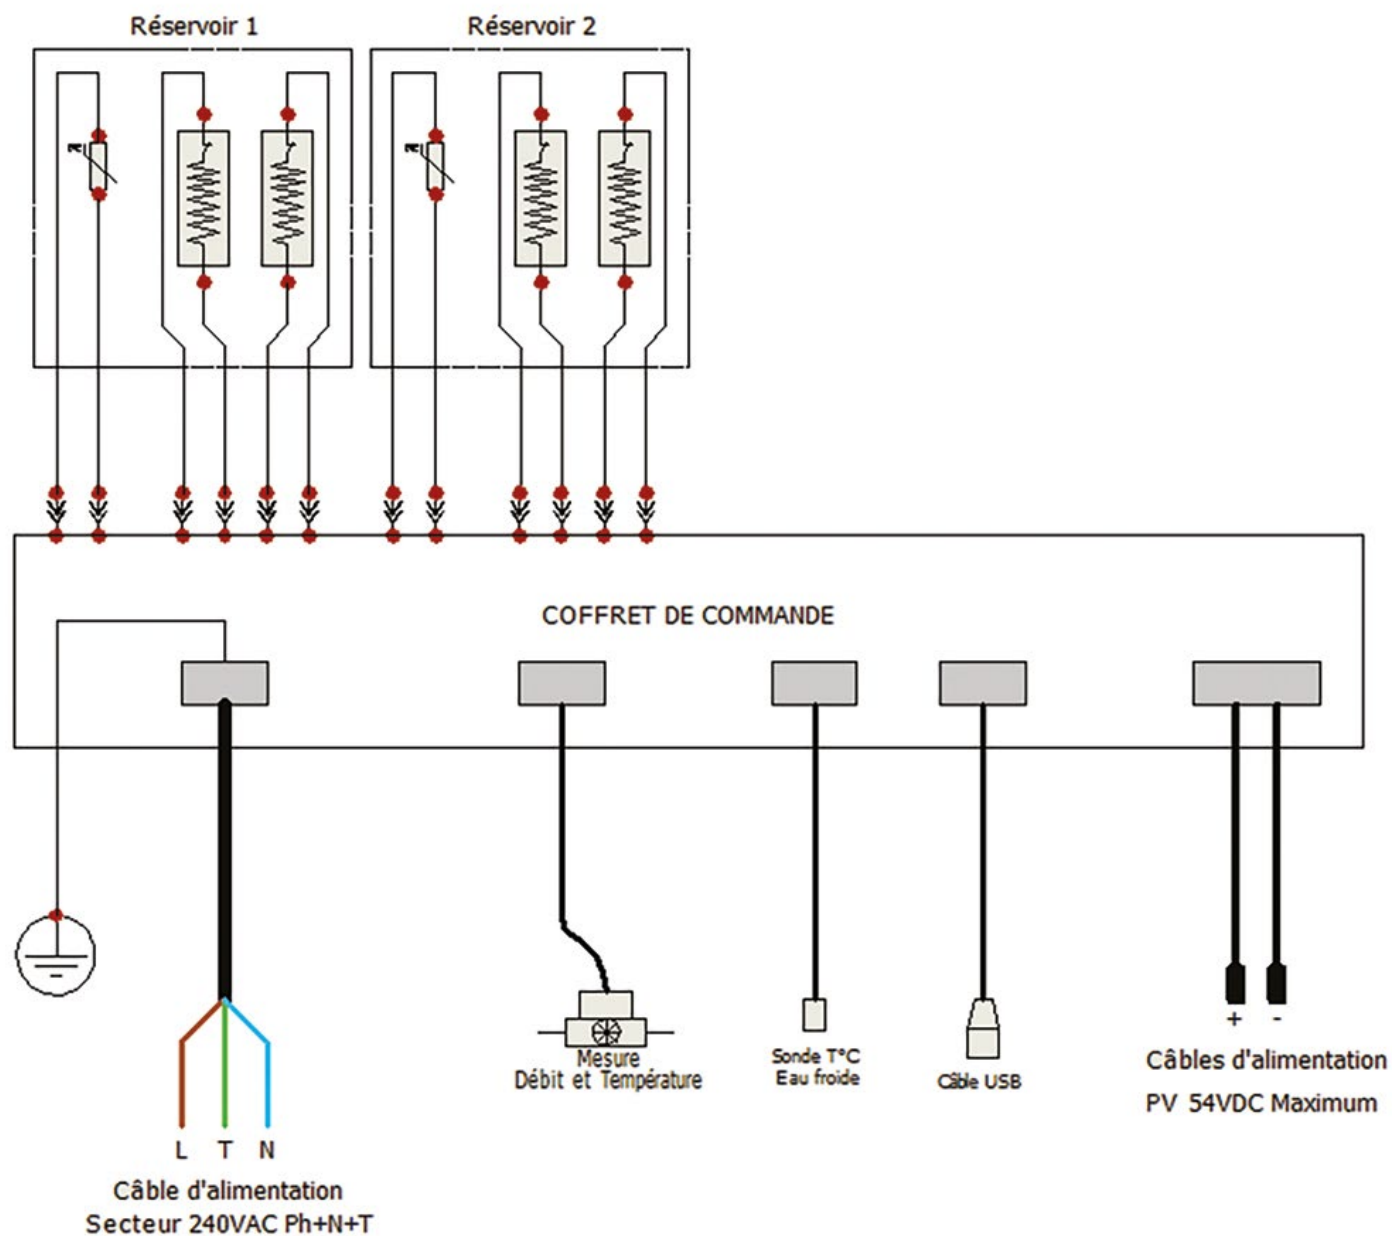 Réservoir 1
Réservoir 2
COFFRET DE COMMANDE
+ -
Mesure
Débit et Température
Sonde T°C
Eau froide
Câble USB
Câbles d'alimentation
PV 54VDC Maximum
L T N
Câble d'alimentation
Secteur 240VAC Ph+N+T